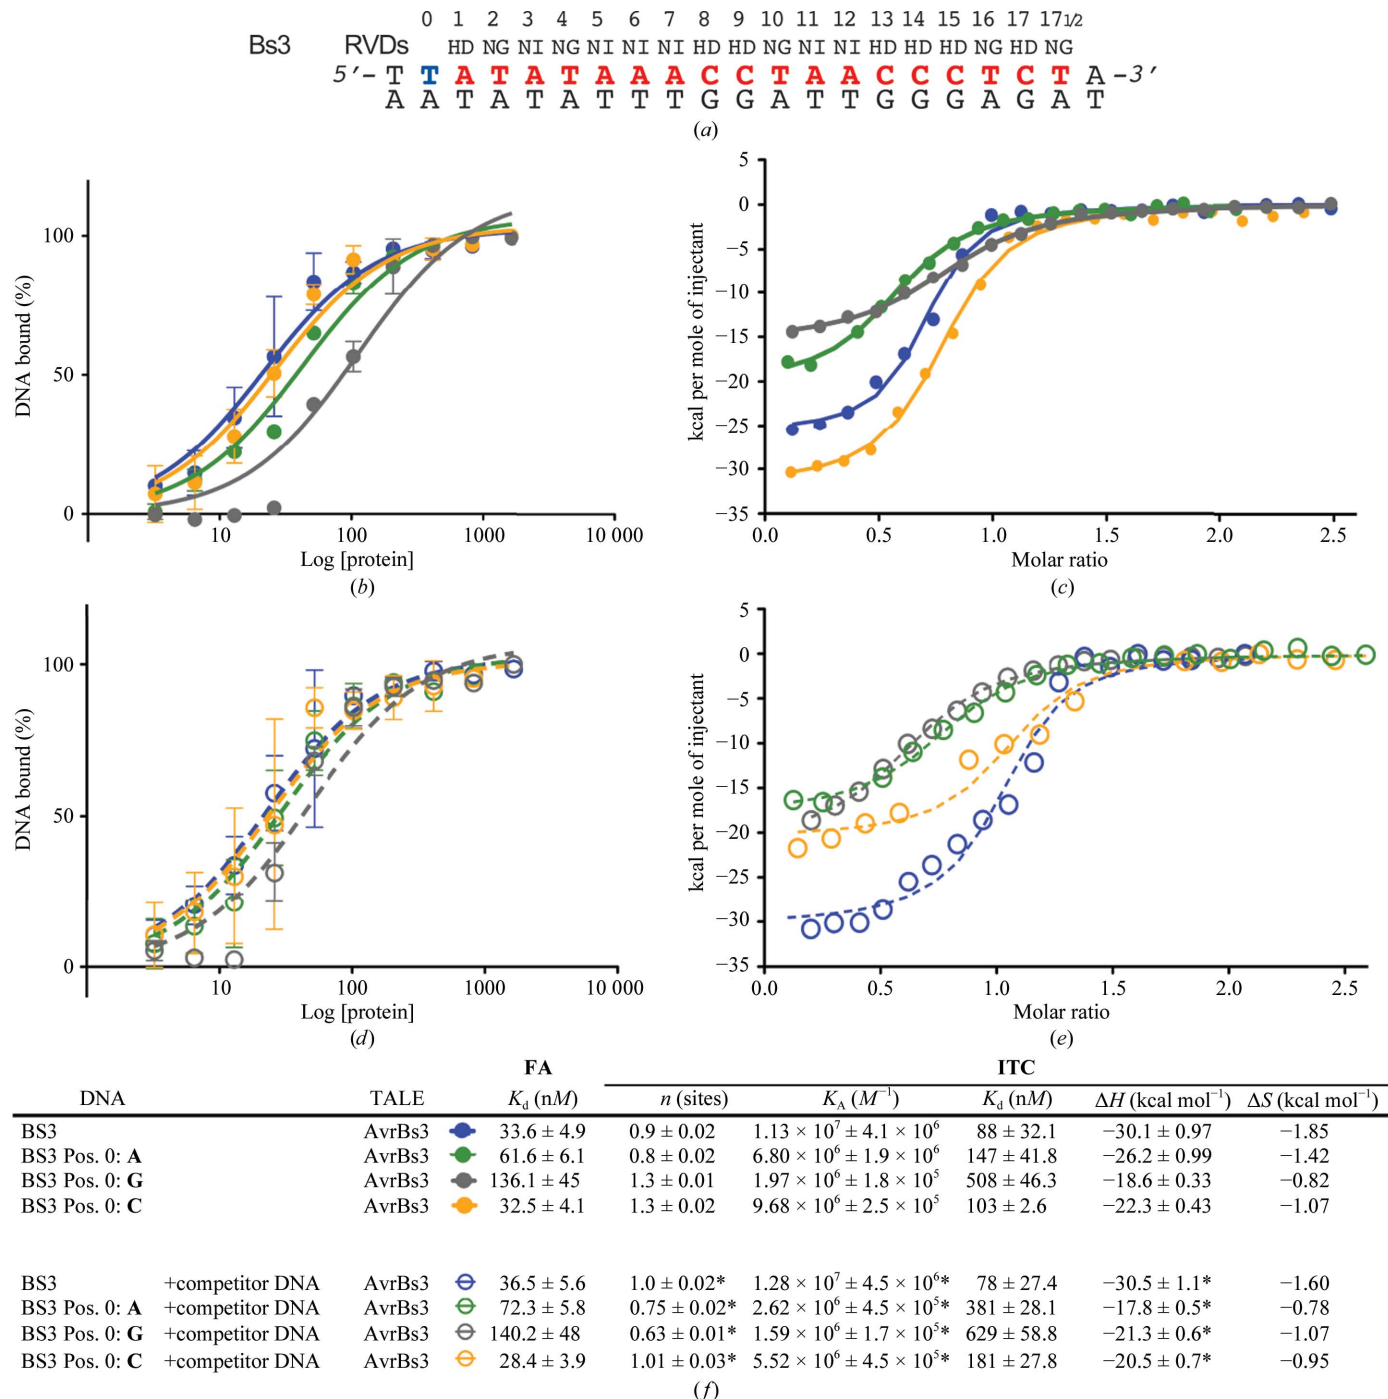 0 1 2 3 4 5 6 7 8 9 10 11 12 13 14 15 16 17 17 1/2
Bs3 RVDs HD NG NI NG NI NI NI HD HD NG NI NI HD HD HD NG HD NG
5′– T T A T A T A A A C C T A A C C C T C T A –3′
A A T A T A T T T G G A T T G G G A G A T
(a)
DNA bound (%)
100
50
0
10 100 1000 10 000
Log [protein]
(b)
kcal per mole of injectant
5
0
−5
−10
−15
−20
−25
−30
−35
0.0 0.5 1.0 1.5 2.0 2.5
Molar ratio
(c)
DNA bound (%)
100
50
0
10 100 1000 10 000
Log [protein]
(d)
kcal per mole of injectant
5
0
−5
−10
−15
−20
−25
−30
−35
0.0 0.5 1.0 1.5 2.0 2.5
Molar ratio
(e)
FA ITC
DNA TALE Kd (nM) n (sites) KA (M−1) Kd (nM) ΔH (kcal mol−1) ΔS (kcal mol−1)
BS3 AvrBs3 33.6 ± 4.9 0.9 ± 0.02 1.13 × 10^7 ± 4.1 × 10^6 88 ± 32.1 −30.1 ± 0.97 −1.85
BS3 Pos. 0: A AvrBs3 61.6 ± 6.1 0.8 ± 0.02 6.80 × 10^6 ± 1.9 × 10^6 147 ± 41.8 −26.2 ± 0.99 −1.42
BS3 Pos. 0: G AvrBs3 136.1 ± 45 1.3 ± 0.01 1.97 × 10^6 ± 1.8 × 10^5 508 ± 46.3 −18.6 ± 0.33 −0.82
BS3 Pos. 0: C AvrBs3 32.5 ± 4.1 1.3 ± 0.02 9.68 × 10^6 ± 2.5 × 10^5 103 ± 2.6 −22.3 ± 0.43 −1.07
BS3 +competitor DNA AvrBs3 36.5 ± 5.6 1.0 ± 0.02* 1.28 × 10^7 ± 4.5 × 10^6* 78 ± 27.4 −30.5 ± 1.1* −1.60
BS3 Pos. 0: A +competitor DNA AvrBs3 72.3 ± 5.8 0.75 ± 0.02* 2.62 × 10^6 ± 4.5 × 10^5* 381 ± 28.1 −17.8 ± 0.5* −0.78
BS3 Pos. 0: G +competitor DNA AvrBs3 140.2 ± 48 0.63 ± 0.01* 1.59 × 10^6 ± 1.7 × 10^5* 629 ± 58.8 −21.3 ± 0.6* −1.07
BS3 Pos. 0: C +competitor DNA AvrBs3 28.4 ± 3.9 1.01 ± 0.03* 5.52 × 10^6 ± 4.5 × 10^5* 181 ± 27.8 −20.5 ± 0.7* −0.95
(f)